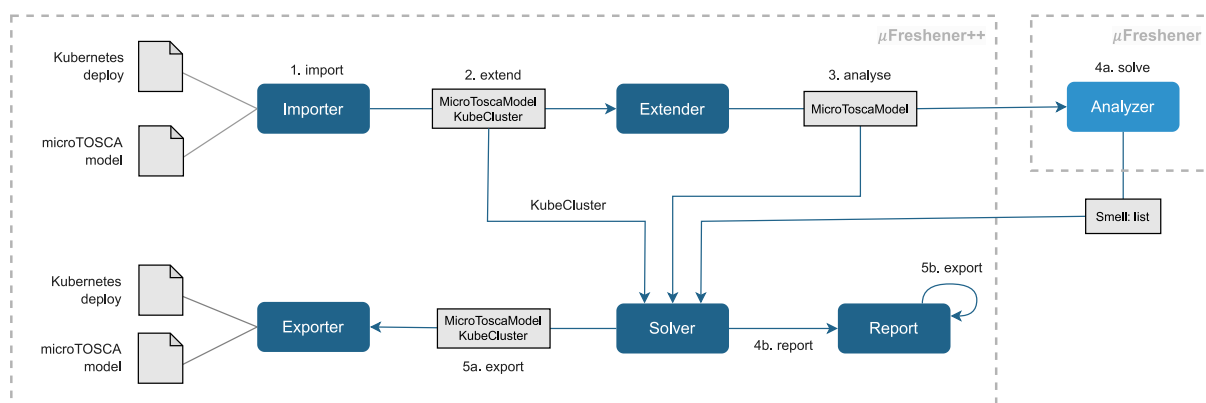 μFreshener++
μFreshener
Kubernetes
deploy
1. import
2. extend
3. analyse
4a. solve
Importer
MicroToscaModel
KubeCluster
Extender
MicroToscaModel
Analyzer
microTOSCA
model
KubeCluster
Smell: list
Kubernetes
deploy
5b. export
Exporter
MicroToscaModel
KubeCluster
Solver
Report
4b. report
microTOSCA
model
5a. export